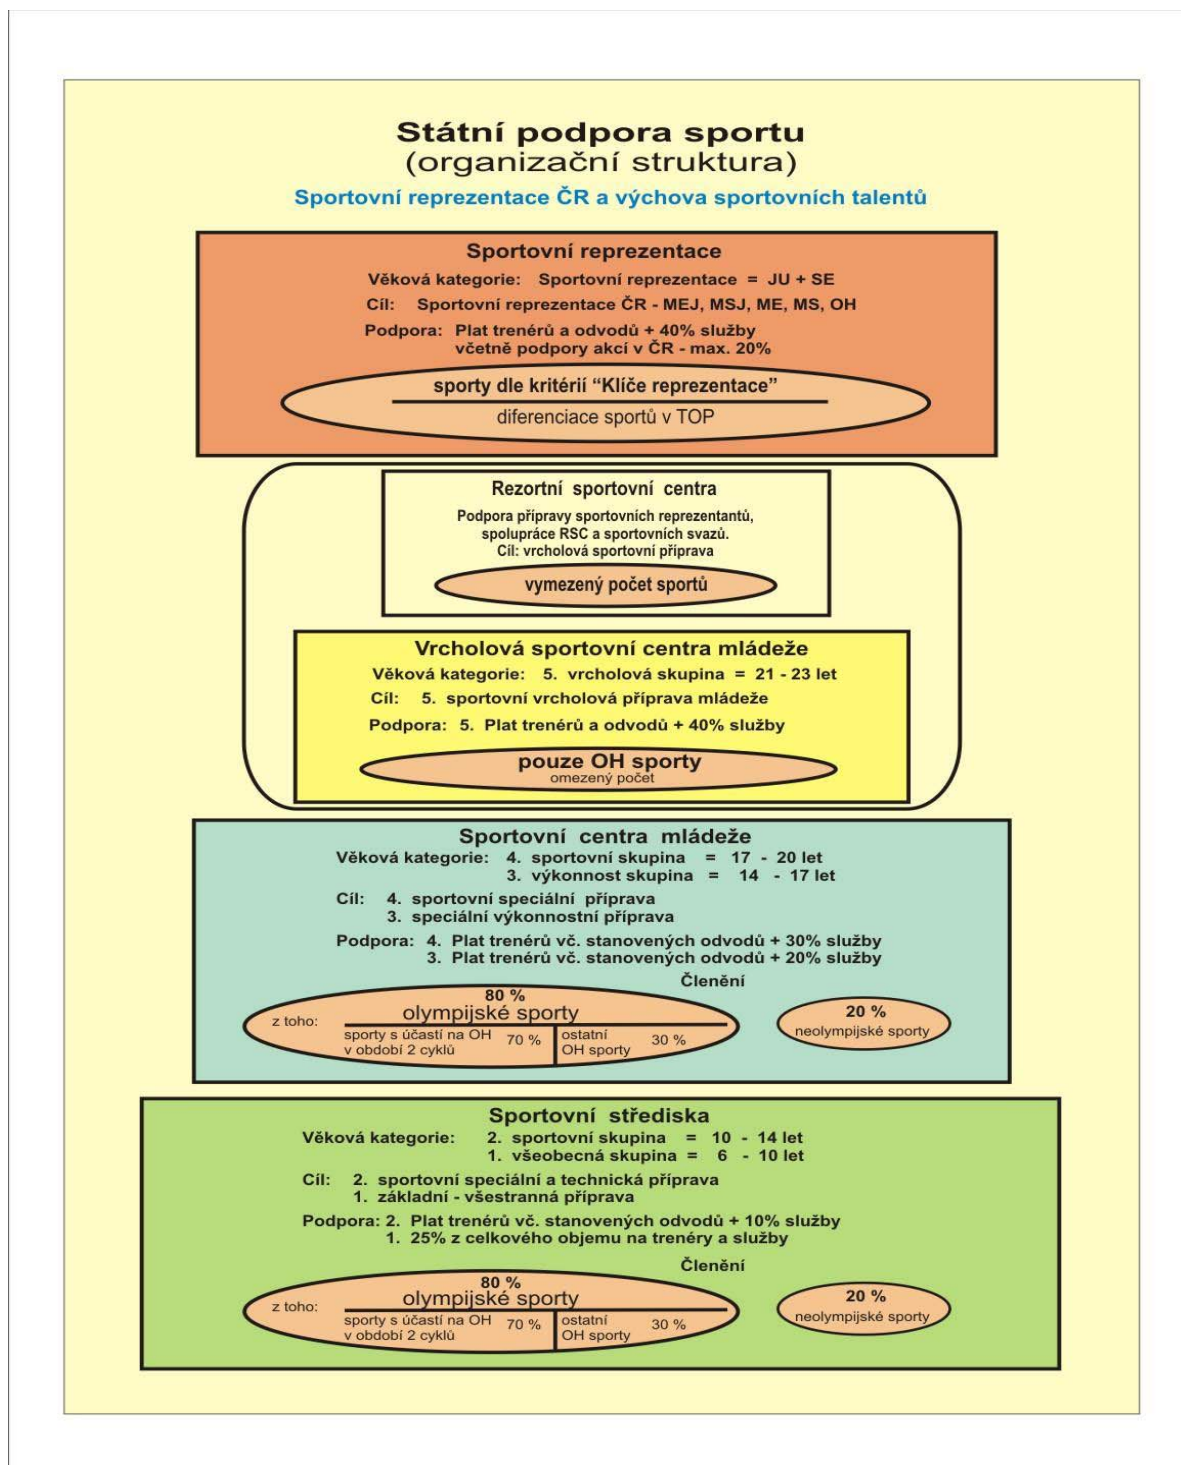 Státní podpora sportu
(organizační struktura)
Sportovní reprezentace ČR a výchova sportovních talentů
Sportovní reprezentace
Věková kategorie: Sportovní reprezentace = JU + SE
Cíl: Sportovní reprezentace ČR - MEJ, MSJ, ME, MS, OH
Podpora: Plat trenérů a odvodů + 40% služby
včetně podpory akcí v ČR - max. 20%
sporty dle kritérií “Klíče reprezentace”
diferenciace sportů v TOP
Rezortní sportovní centra
Podpora přípravy sportovních reprezentantů,
spolupráce RSC a sportovních svazů.
Cíl: vrcholová sportovní příprava
vymezený počet sportů
Vrcholová sportovní centra mládeže
Věková kategorie: 5. vrcholová skupina = 21 - 23 let
Cíl: 5. sportovní vrcholová příprava mládeže
Podpora: 5. Plat trenérů a odvodů + 40% služby
pouze OH sporty
omezený počet
Sportovní centra mládeže
Věková kategorie: 4. sportovní skupina = 17 - 20 let
3. výkonnost skupina = 14 - 17 let
Cíl: 4. sportovní speciální příprava
3. speciální výkonnostní příprava
Podpora: 4. Plat trenérů vč. stanovených odvodů + 30% služby
3. Plat trenérů vč. stanovených odvodů + 20% služby
Členění
80 %
olympijské sporty
z toho:
sporty s účastí na OH
v období 2 cyklů
70 %
ostatní
OH sporty
30 %
20 %
neolympijské sporty
Sportovní střediska
Věková kategorie: 2. sportovní skupina = 10 - 14 let
1. všeobecná skupina = 6 - 10 let
Cíl: 2. sportovní speciální a technická příprava
1. základní - všestranná příprava
Podpora: 2. Plat trenérů vč. stanovených odvodů + 10% služby
1. 25% z celkového objemu na trenéry a služby
Členění
80 %
olympijské sporty
z toho:
sporty s účastí na OH
v období 2 cyklů
70 %
ostatní
OH sporty
30 %
20 %
neolympijské sporty